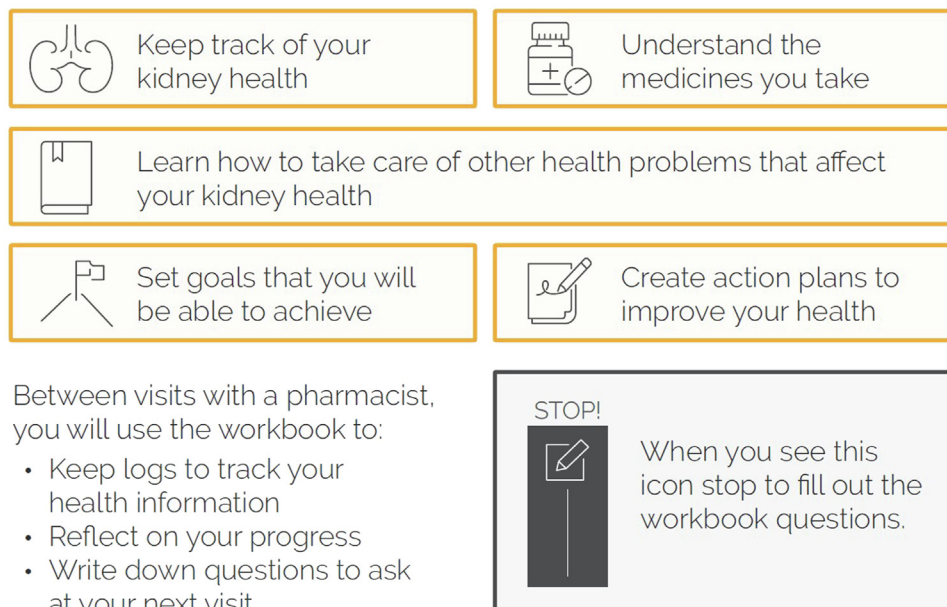 Keep track of your
kidney health
Understand the
medicines you take
Learn how to take care of other health problems that affect
your kidney health
Set goals that you will
be able to achieve
Create action plans to
improve your health
Between visits with a pharmacist,
you will use the workbook to:
• Keep logs to track your
health information
• Reflect on your progress
• Write down questions to ask
at your next visit
STOP!
When you see this
icon stop to fill out the
workbook questions.